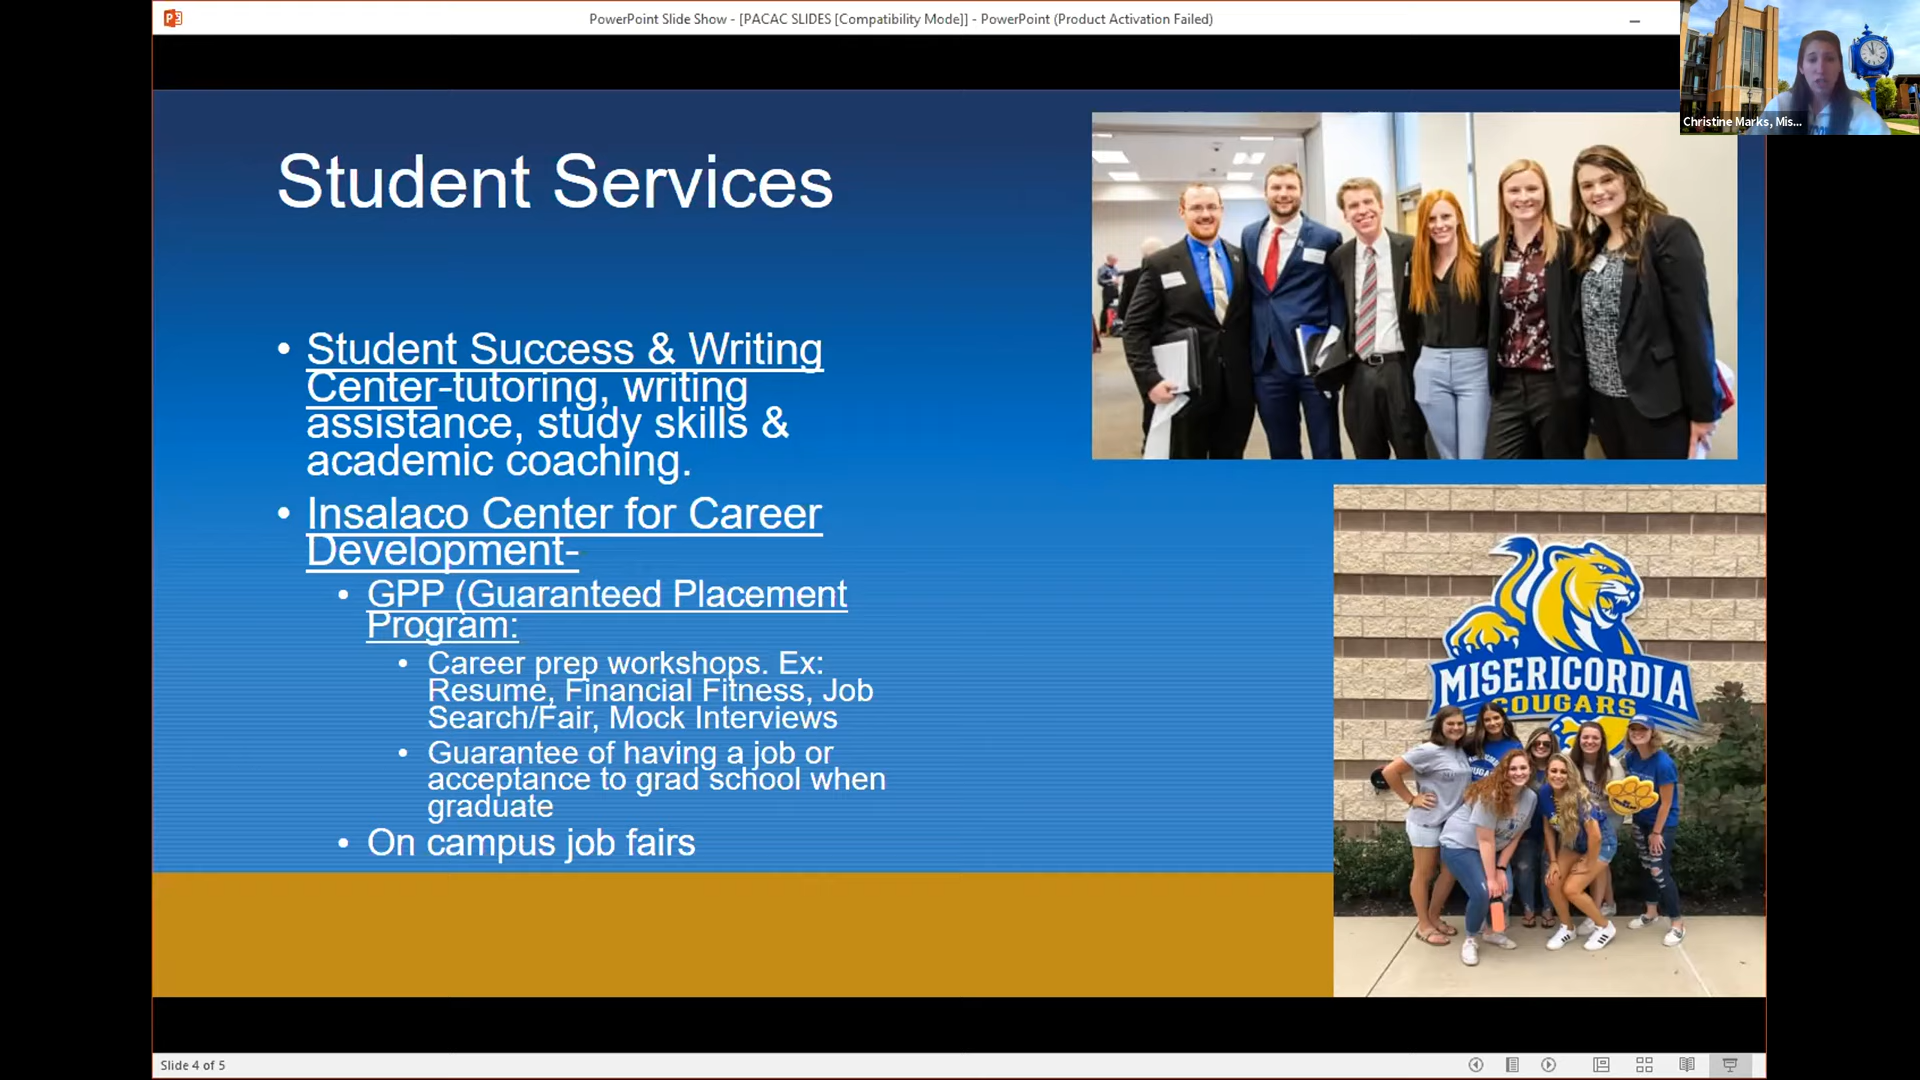 PowerPoint Slide Show - [PACAC SLIDES [Compatibility Mode]] - PowerPoint (Product Activation Failed)
Christine Marks, Mis...
Student Services
• Student Success & Writing
Center-tutoring, writing
assistance, study skills &
academic coaching.
• Insalaco Center for Career
Development-
• GPP (Guaranteed Placement
Program:
• Career prep workshops. Ex:
Resume, Financial Fitness, Job
Search/Fair, Mock Interviews
• Guarantee of having a job or
acceptance to grad school when
graduate
• On campus job fairs
MISERICORDIA
COUGARS
Slide 4 of 5